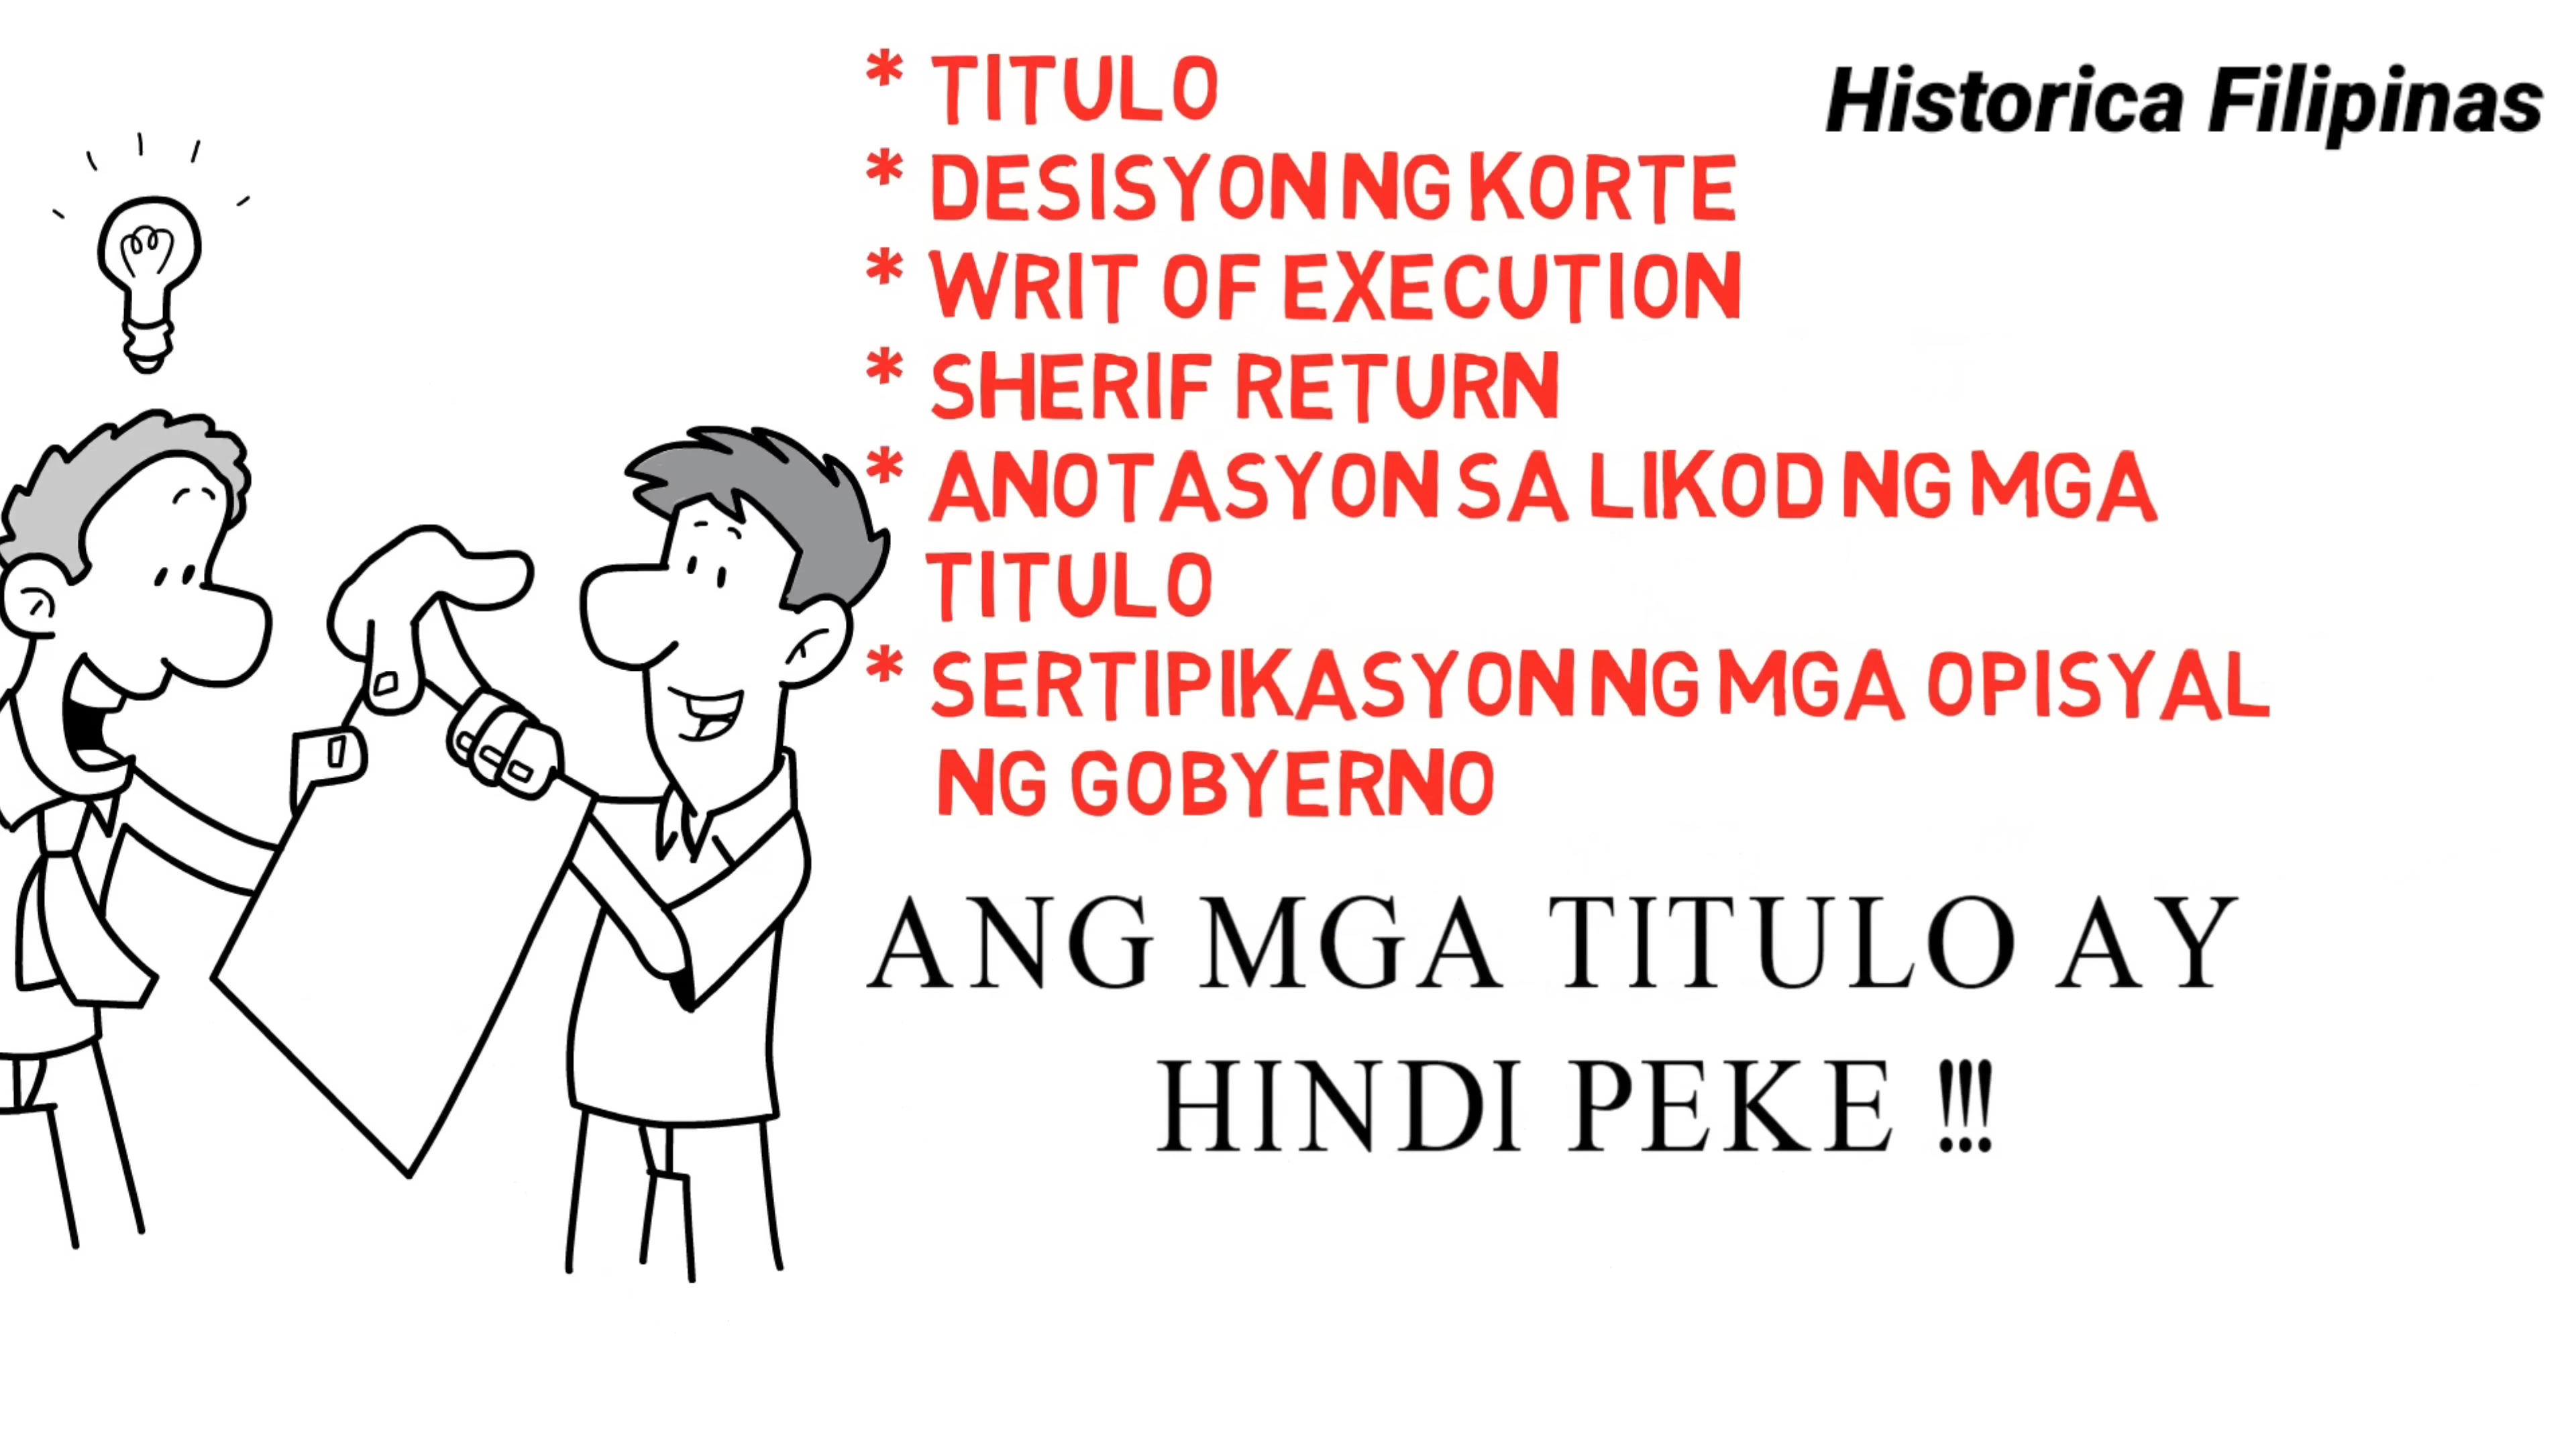 * TITULO
Historica Filipinas
* DESISYON NG KORTE
* WRIT OF EXECUTION
* SHERIF RETURN
* ANOTASYON SA LIKOD NG MGA
TITULO
* SERTIPIKASYON NG MGA OPISYAL
NG GOBYERNO
ANG MGA TITULO AY
HINDI PEKE !!!